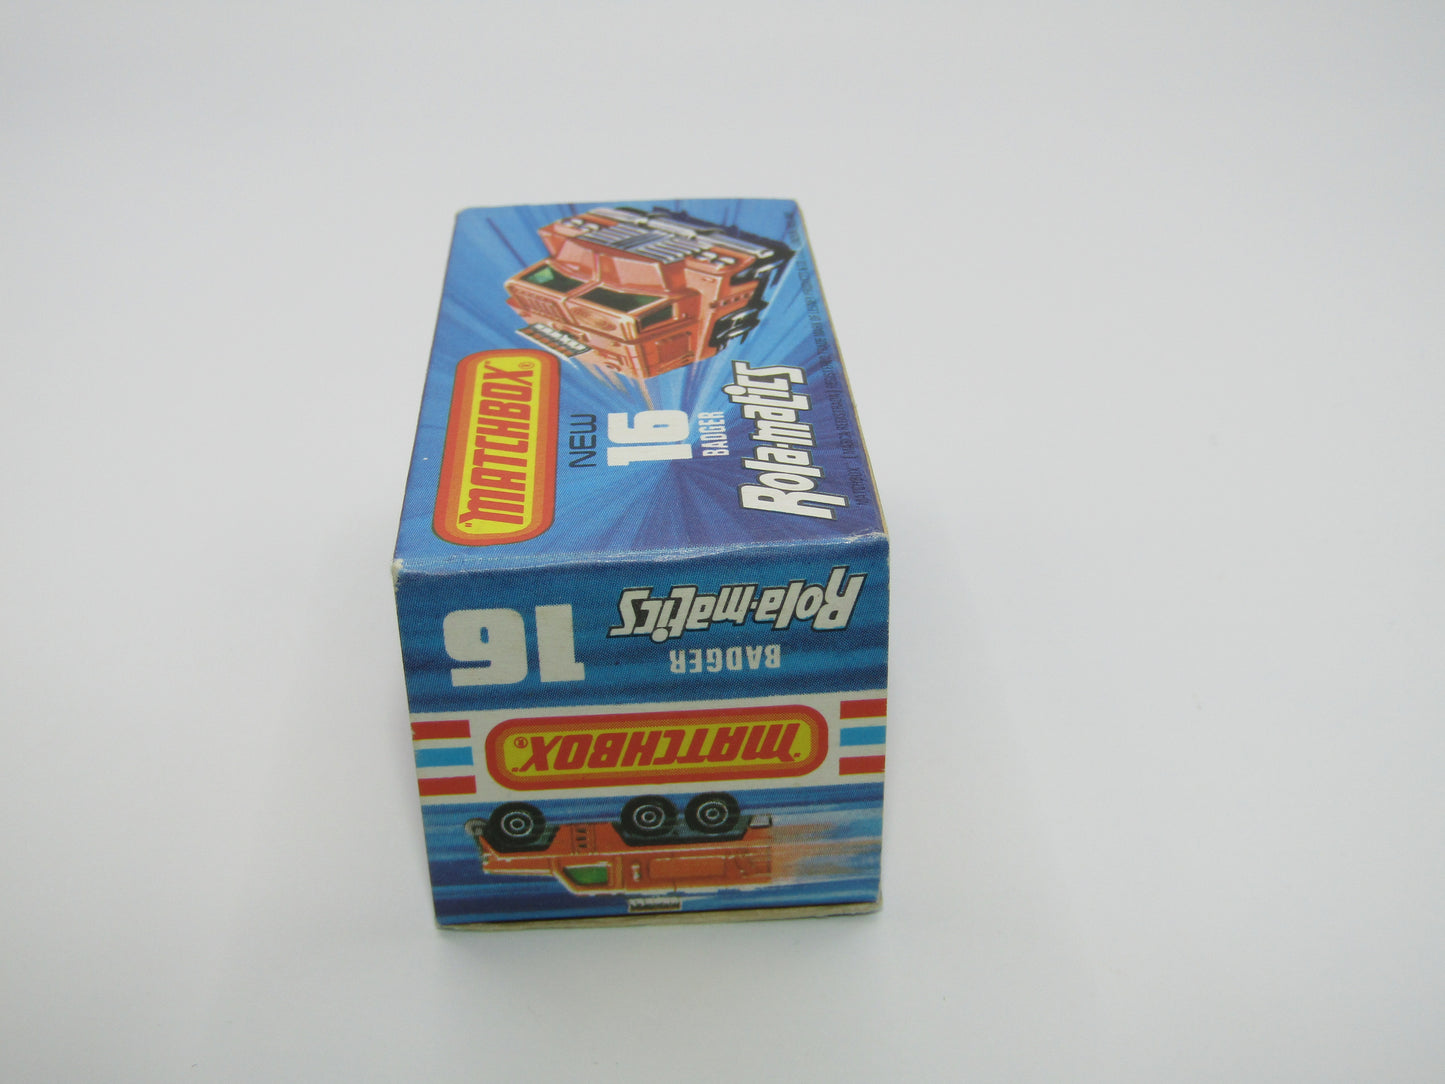 "MATCHBOX"®
NEW
16
BADGER
Rola-matics
Rola-matics
16
BADGER
"MATCHBOX"®